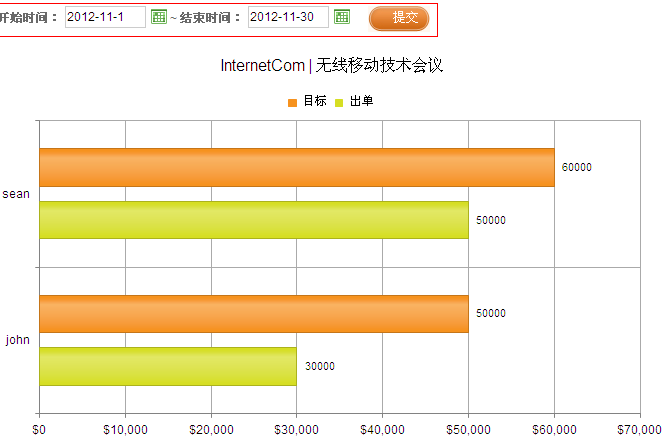 开始时间： 2012-11-1 ~ 结束时间： 2012-11-30 提交
InternetCom | 无线移动技术会议
目标 出单
sean
60000
50000
john
50000
30000
$0 $10,000 $20,000 $30,000 $40,000 $50,000 $60,000 $70,000